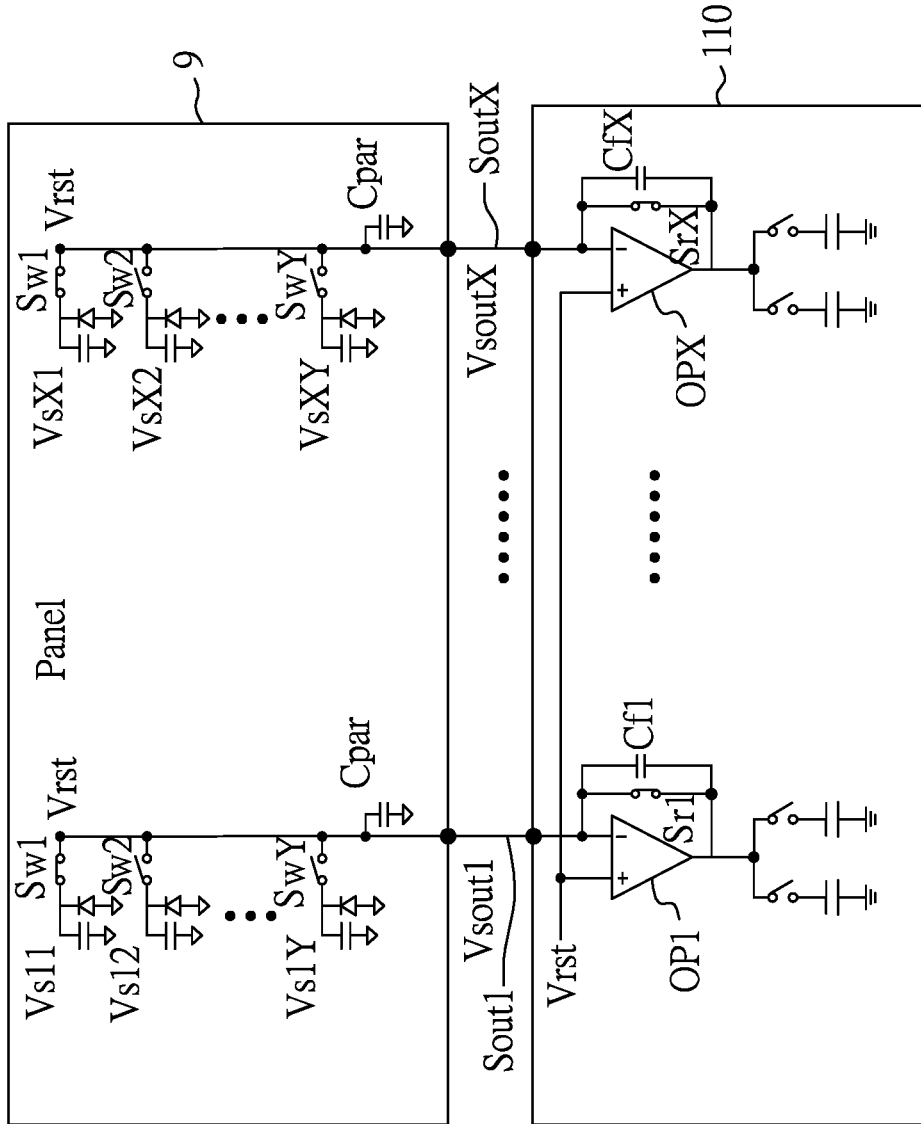 9
Panel
Vrst
Sw1
Vs11
Sw2
Vs12
SwY
Vs1Y
Cpar
Vrst
Sw1
VsX1
Sw2
VsX2
SwY
VsXY
Cpar
Vsout1
Sout1
VsoutX
SoutX
110
Vrst
Cf1
Sr1
OP1
CfX
SrX
OPX